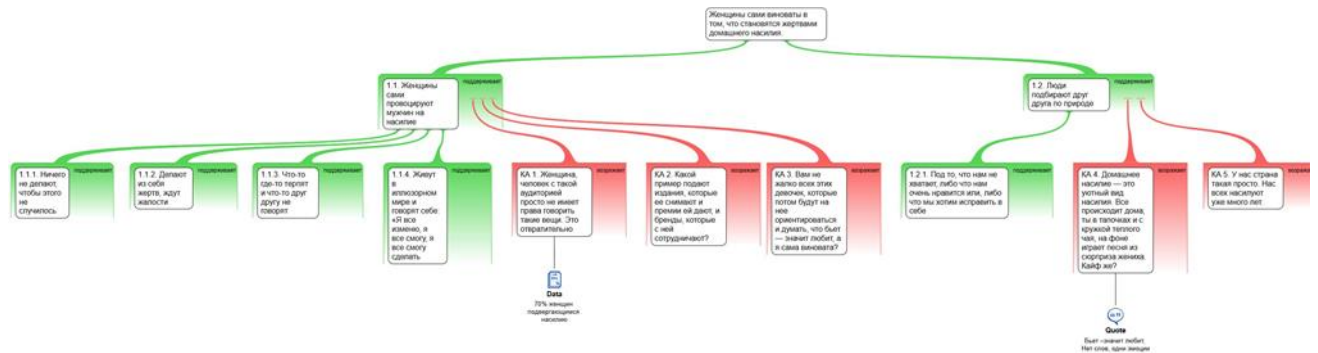 Женщины сами виноваты в
том, что становятся жертвами
домашнего насилия
поддерживает
1.1. Женщины
сами
провоцируют
мужчин на
насилие
поддерживает
1.2. Люди
подбирают друг
друга по природе
поддерживает
1.1.1. Ничего
не делают,
чтобы этого
не
случилось
поддерживает
1.1.2. Делают
из себя
жертв, ждут
жалости
поддерживает
1.1.3. Что-то
где-то терпят
и что-то друг
другу не
говорят
поддерживает
1.1.4. Живут
в
иллюзорном
мире и
говорят себе:
«Я все
изменю, я
все смогу, я
все смогу
сделать
возражает
КА 1. Женщина,
человек с такой
аудиторией
просто не имеет
права говорить
такие вещи. Это
отвратительно
возражает
КА 2. Какой
пример подают
издания, которые
ее снимают и
премии ей дают, и
бренды, которые
с ней
сотрудничают?
возражает
КА 3. Вам не
жалко всех этих
девочек, которые
потом будут на
нее
ориентироваться
и думать, что бьет
— значит любит, а
я сама виновата?
поддерживает
1.2.1. Под то, что нам не
хватает, либо что нам
очень нравится или, либо
что мы хотим исправить в
себе
возражает
КА 4. Домашнее
насилие — это
уютный вид
насилия. Все
происходит дома,
ты в тапочках и с
кружкой теплого
чая, на фоне
играет песня из
сюрприза жениха.
Кайф же?
возражает
КА 5. У нас страна
такая просто. Нас
всех насилуют
уже много лет
Data
70% женщин
подвергающимся
насилию
Quote
Бьет –значит любит.
Нет слов, одни эмоции